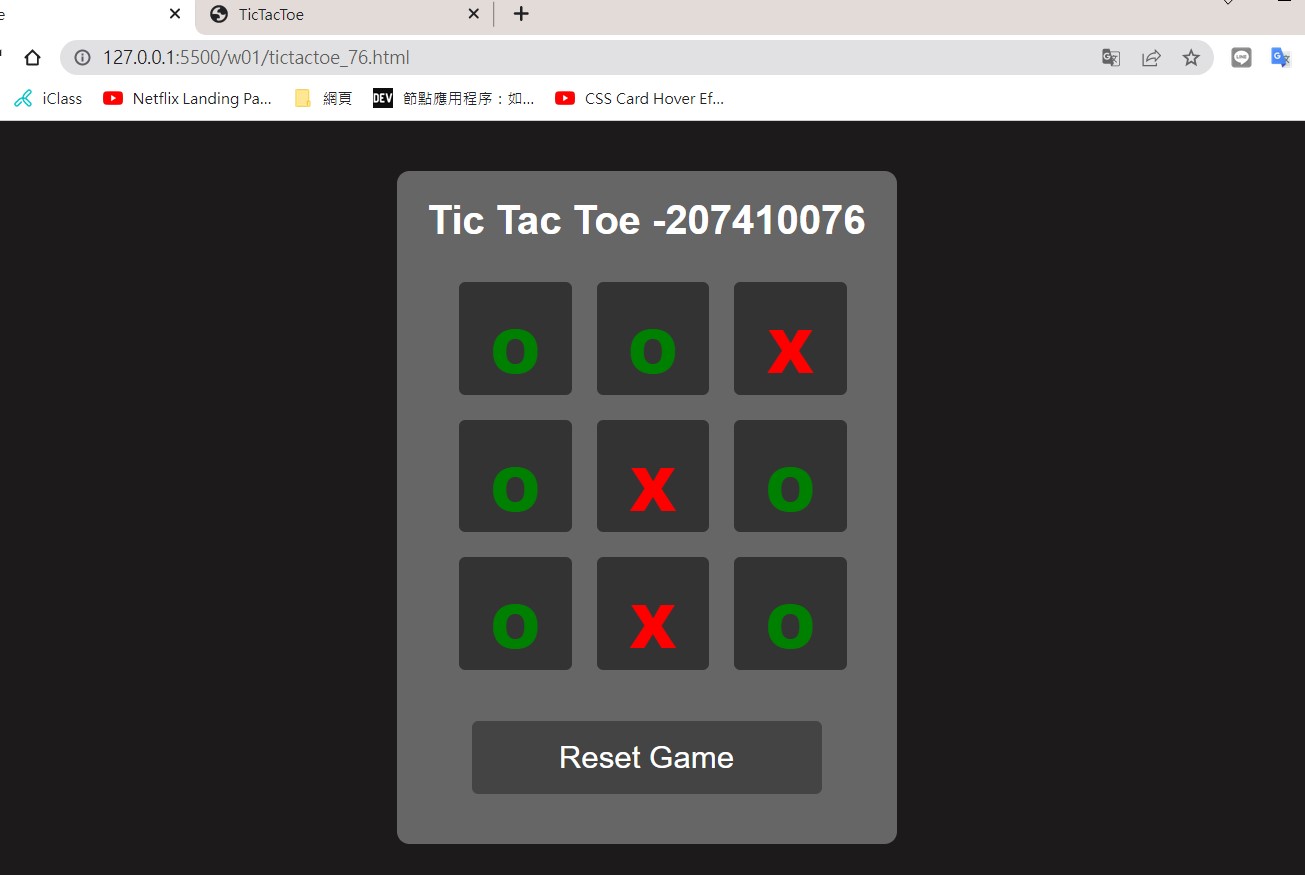 e
TicTacToe
127.0.0.1:5500/w01/tictactoe_76.html
iClass Netflix Landing Pa... 網頁 DEV 節點應用程序：如... CSS Card Hover Ef...
Tic Tac Toe -207410076
o o x
o x o
o x o
Reset Game